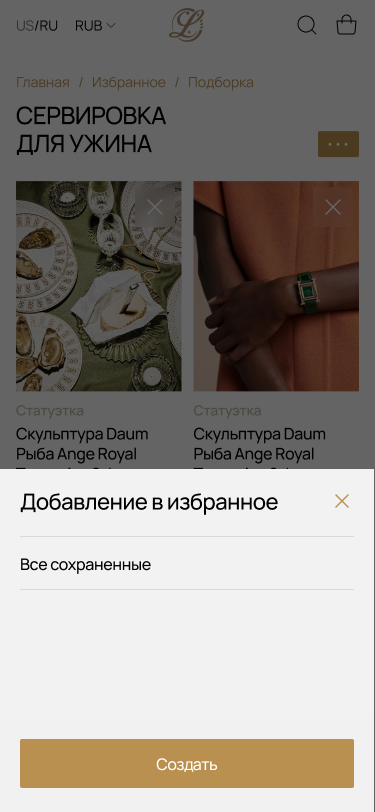 US/RU RUB
Главная / Избранное / Подборка
СЕРВИРОВКА
ДЛЯ УЖИНА
Статуэтка
Скульптура Daum
Рыба Ange Royal
Статуэтка
Скульптура Daum
Рыба Ange Royal
Добавление в избранное
Все сохраненные
Создать